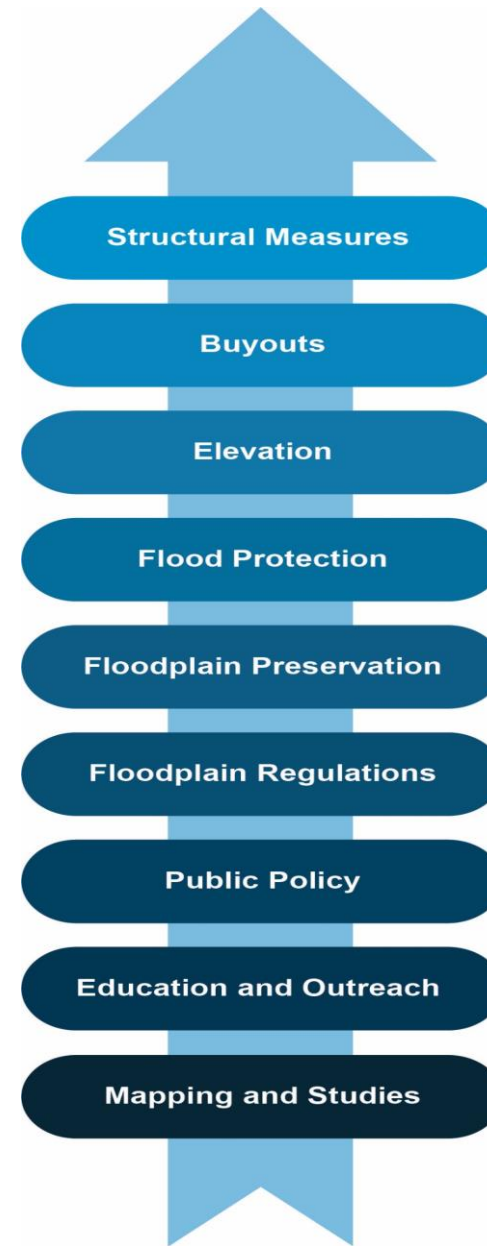 Structural Measures
Buyouts
Elevation
Flood Protection
Floodplain Preservation
Floodplain Regulations
Public Policy
Education and Outreach
Mapping and Studies